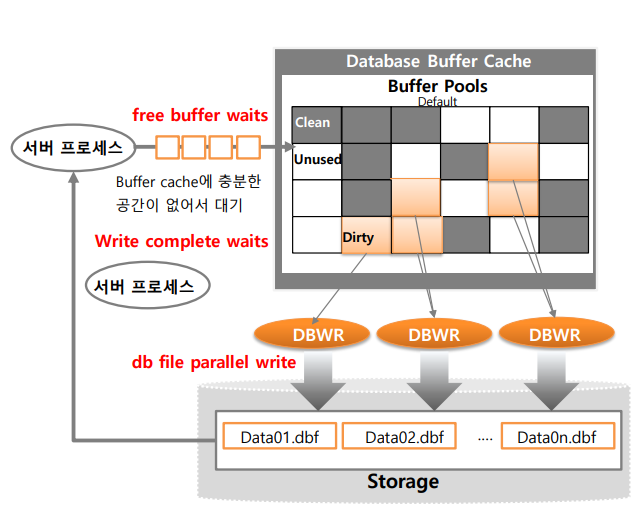 Database Buffer Cache
Buffer Pools
Default
free buffer waits
Clean
서버 프로세스
Unused
Buffer cache에 충분한
공간이 없어서 대기
Write complete waits
Dirty
서버 프로세스
DBWR
DBWR
DBWR
db file parallel write
Data01.dbf
Data02.dbf
....
Data0n.dbf
Storage